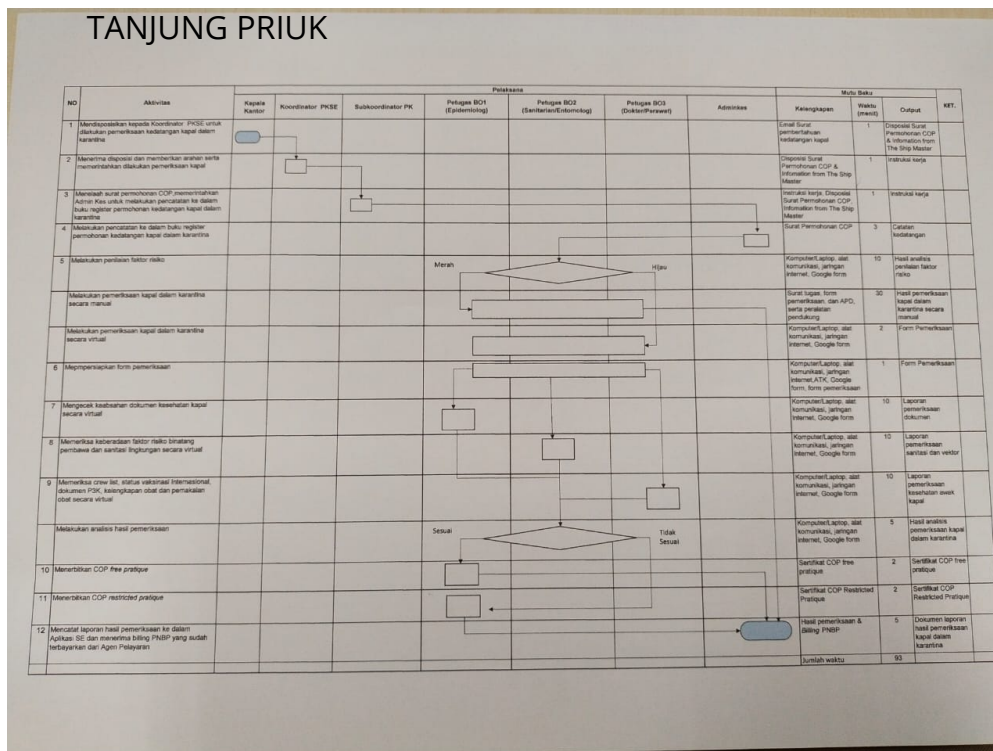 TANJUNG PRIUK
Pelaksana
Mutu Baku
NO
Aktivitas
Kepala
Kantor
Koordinator PKSE
Subkoordinator PK
Petugas BO1
(Epidemiolog)
Petugas BO2
(Sanitarian/Entomolog)
Petugas BO3
(Dokter/Perawat)
Adminkes
Kelengkapan
Waktu
(menit)
Output
KET.
1 Mendisposisikan kepada Koordinator PKSE untuk
dilakukan pemeriksaan kedatangan kapal dalam
karantina
Email Surat
pemberitahuan
kedatangan kapal
1
Disposisi Surat
Permohonan COP
& Infomation from
The Ship Master
2 Menerima disposisi dan memberikan arahan serta
memerintahkan dilakukan pemeriksaan kapal
Disposisi Surat
Permohonan COP &
Infomation from The Ship
Master
1
Instruksi kerja
3 Menelaah surat permohonan COP,memerintahkan
Admin Kes untuk melakukan pencatatan ke dalam
buku register permohonan kedatangan kapal dalam
karantina
Instruksi kerja, Disposisi
Surat Permohonan COP,
Infomation from The Ship
Master
1
Instruksi kerja
4 Melakukan pencatatan ke dalam buku register
permohonan kedatangan kapal dalam karantina
Surat Permohonan COP
3
Catatan
kedatangan
5 Melakukan penilaian faktor risiko
Merah
Hijau
Komputer/Laptop, alat
komunikasi, jaringan
internet, Google form
10
Hasil analisis
penilaian faktor
risiko
Melakukan pemeriksaan kapal dalam karantina
secara manual
Surat tugas, form
pemeriksaan, dan APD,
serta peralatan
pendukung
30
Hasil pemeriksaan
kapal dalam
karantina secara
manual
Melakukan pemeriksaan kapal dalam karantina
secara virtual
Komputer/Laptop, alat
komunikasi, jaringan
internet, Google form
2
Form Pemeriksaan
6 Mepmpersiapkan form pemeriksaan
Komputer/Laptop, alat
komunikasi, jaringan
internet,ATK, Google
form, form pemeriksaan
1
Form Pemeriksaan
7 Mengecek keabsahan dokumen kesehatan kapal
secara virtual
Komputer/Laptop, alat
komunikasi, jaringan
internet, Google form
10
Laporan
pemeriksaan
dokumen
8 Memeriksa keberadaan faktor risiko binatang
pembawa dan sanitasi lingkungan secara virtual
Komputer/Laptop, alat
komunikasi, jaringan
internet, Google form
10
Laporan
pemeriksaan
sanitasi dan vektor
9 Memeriksa crew list, status vaksinasi Internasional,
dokumen P3K, kelengkapan obat dan pemakaian
obat secara virtual
Komputer/Laptop, alat
komunikasi, jaringan
internet, Google form
10
Laporan
pemeriksaan
kesehatan awek
kapal
Melakukan analisis hasil pemeriksaan
Sesuai
Tidak
Sesuai
Komputer/Laptop, alat
komunikasi, jaringan
internet, Google form
5
Hasil analisis
pemeriksaan kapal
dalam karantina
10 Menerbitkan COP free pratique
Sertifikat COP free
pratique
2
Sertifikat COP free
pratique
11 Menerbitkan COP restricted pratique
Sertifikat COP Restricted
Pratique
2
Sertifikat COP
Restricted Pratique
12 Mencatat laporan hasil pemeriksaan ke dalam
Aplikasi SE dan menerima billing PNBP yang sudah
terbayarkan dari Agen Pelayaran
Hasil pemeriksaan &
Billing PNBP
5
Dokumen laporan
hasil pemeriksaan
kapal dalam
karantina
Jumlah waktu
93